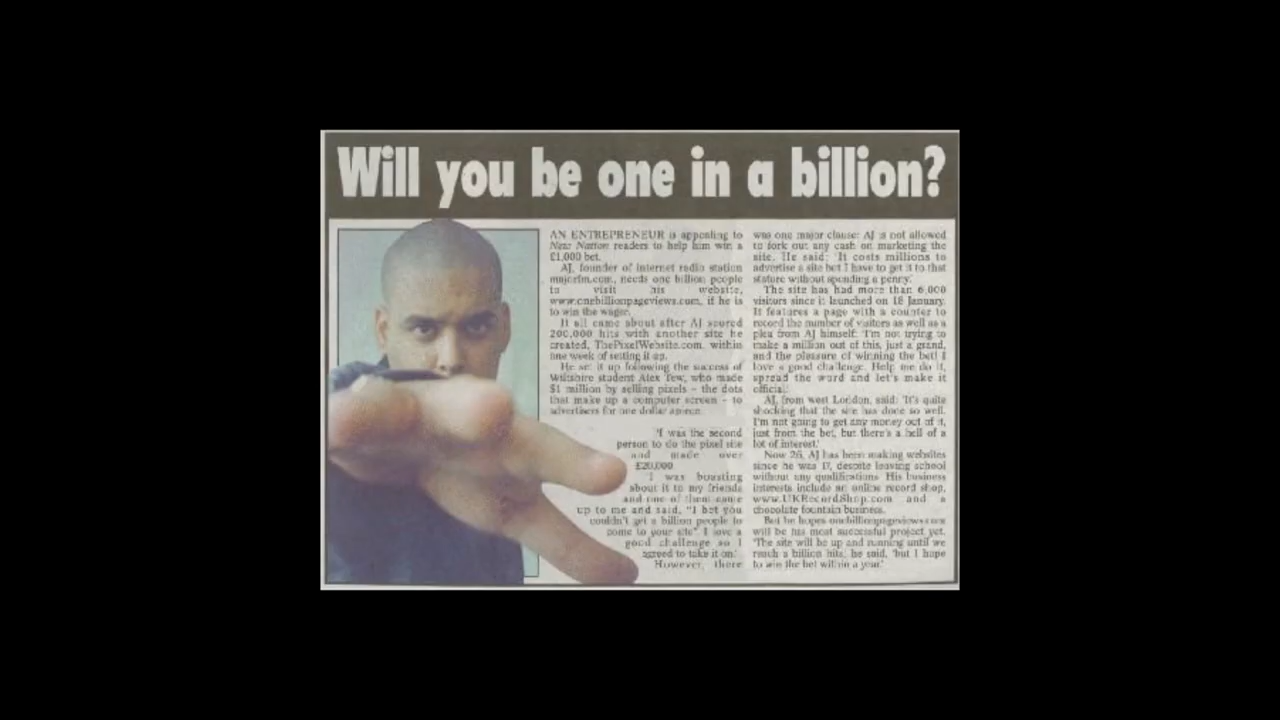 Will you be one in a billion?
AN ENTREPRENEUR is appealing to
New Nation readers to help him win a
£1,000 bet.
AJ, founder of internet radio station
majorfm.com, needs one billion people
to visit his website,
www.onebillionpageviews.com, if he is
to win the wager.
It all came about after AJ scored
200,000 hits with another site he
created, ThePixelWebsite.com, within
one week of setting it up.
He set it up following the success of
Wiltshire student Alex Tew, who made
$1 million by selling pixels – the dots
that make up a computer screen – to
advertisers for one dollar apiece.
'I was the second
person to do the pixel site
and made over
£20,000.
I was boasting
about it to my friends
and one of them came
up to me and said, "I bet you
couldn't get a billion people to
come to your site". I love a
good challenge so I
agreed to take it on.'
However, there
was one major clause: AJ is not allowed
to fork out any cash on marketing the
site. He said: 'It costs millions to
advertise a site but I have to get it to that
stature without spending a penny.'
The site has had more than 6,000
visitors since it launched on 18 January.
It features a page with a counter to
record the number of visitors as well as a
plea from AJ himself: 'I'm not trying to
make a million out of this, just a grand,
and the pleasure of winning the bet! I
love a good challenge. Help me do it,
spread the word and let's make it
official.'
AJ, from west London, said: 'It's quite
shocking that the site has done so well.
I'm not going to get any money out of it,
just from the bet, but there's a hell of a
lot of interest.'
Now 26, AJ has been making websites
since he was 17, despite leaving school
without any qualifications. His business
interests include an online record shop,
www.UKRecordShop.com and a
chocolate fountain business.
But he hopes onebillionpageviews.com
will be his most successful project yet.
'The site will be up and running until we
reach a billion hits,' he said, 'but I hope
to win the bet within a year.'